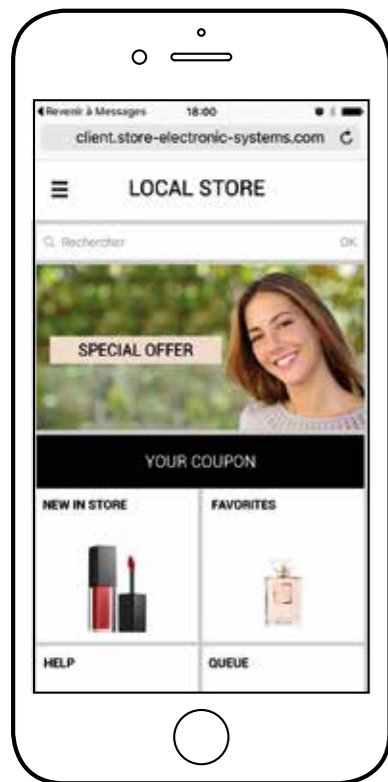 Revenir à Messages 18:00
client.store-electronic-systems.com
LOCAL STORE
Rechercher OK
SPECIAL OFFER
YOUR COUPON
NEW IN STORE FAVORITES
HELP QUEUE